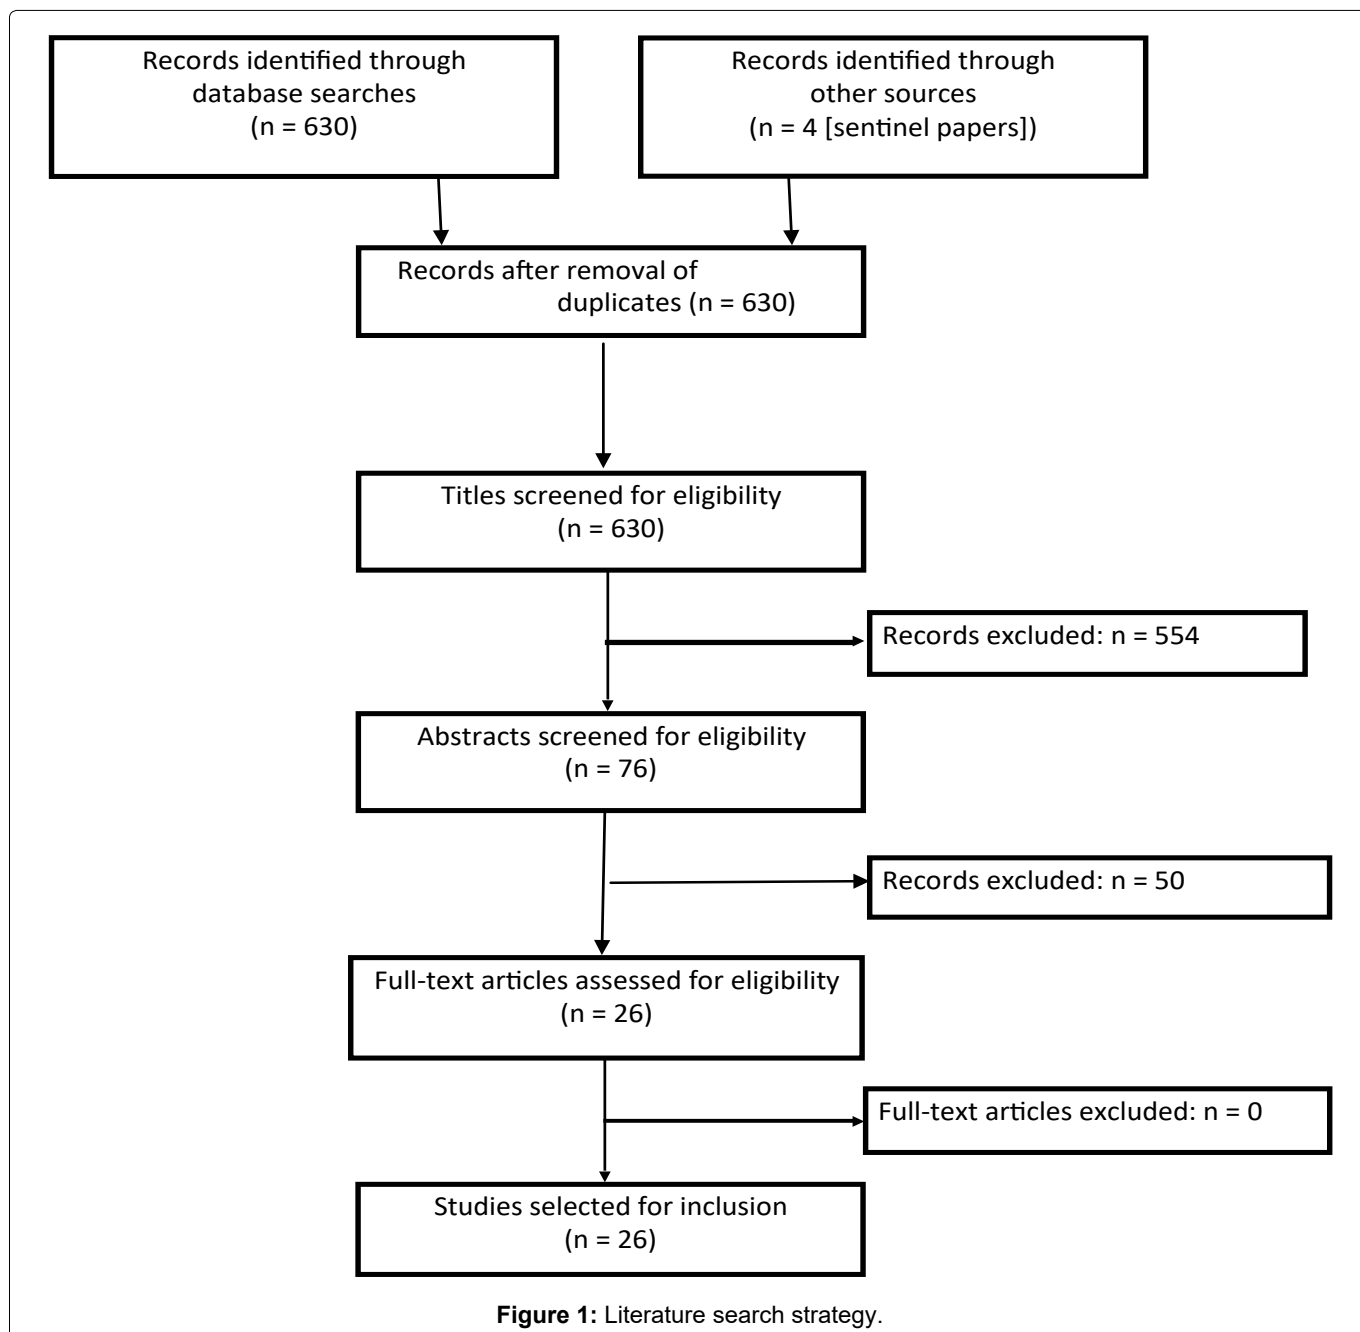 Records identified through
database searches
(n = 630)
Records identified through
other sources
(n = 4 [sentinel papers])
Records after removal of
duplicates (n = 630)
Titles screened for eligibility
(n = 630)
Records excluded: n = 554
Abstracts screened for eligibility
(n = 76)
Records excluded: n = 50
Full-text articles assessed for eligibility
(n = 26)
Full-text articles excluded: n = 0
Studies selected for inclusion
(n = 26)
Figure 1: Literature search strategy.